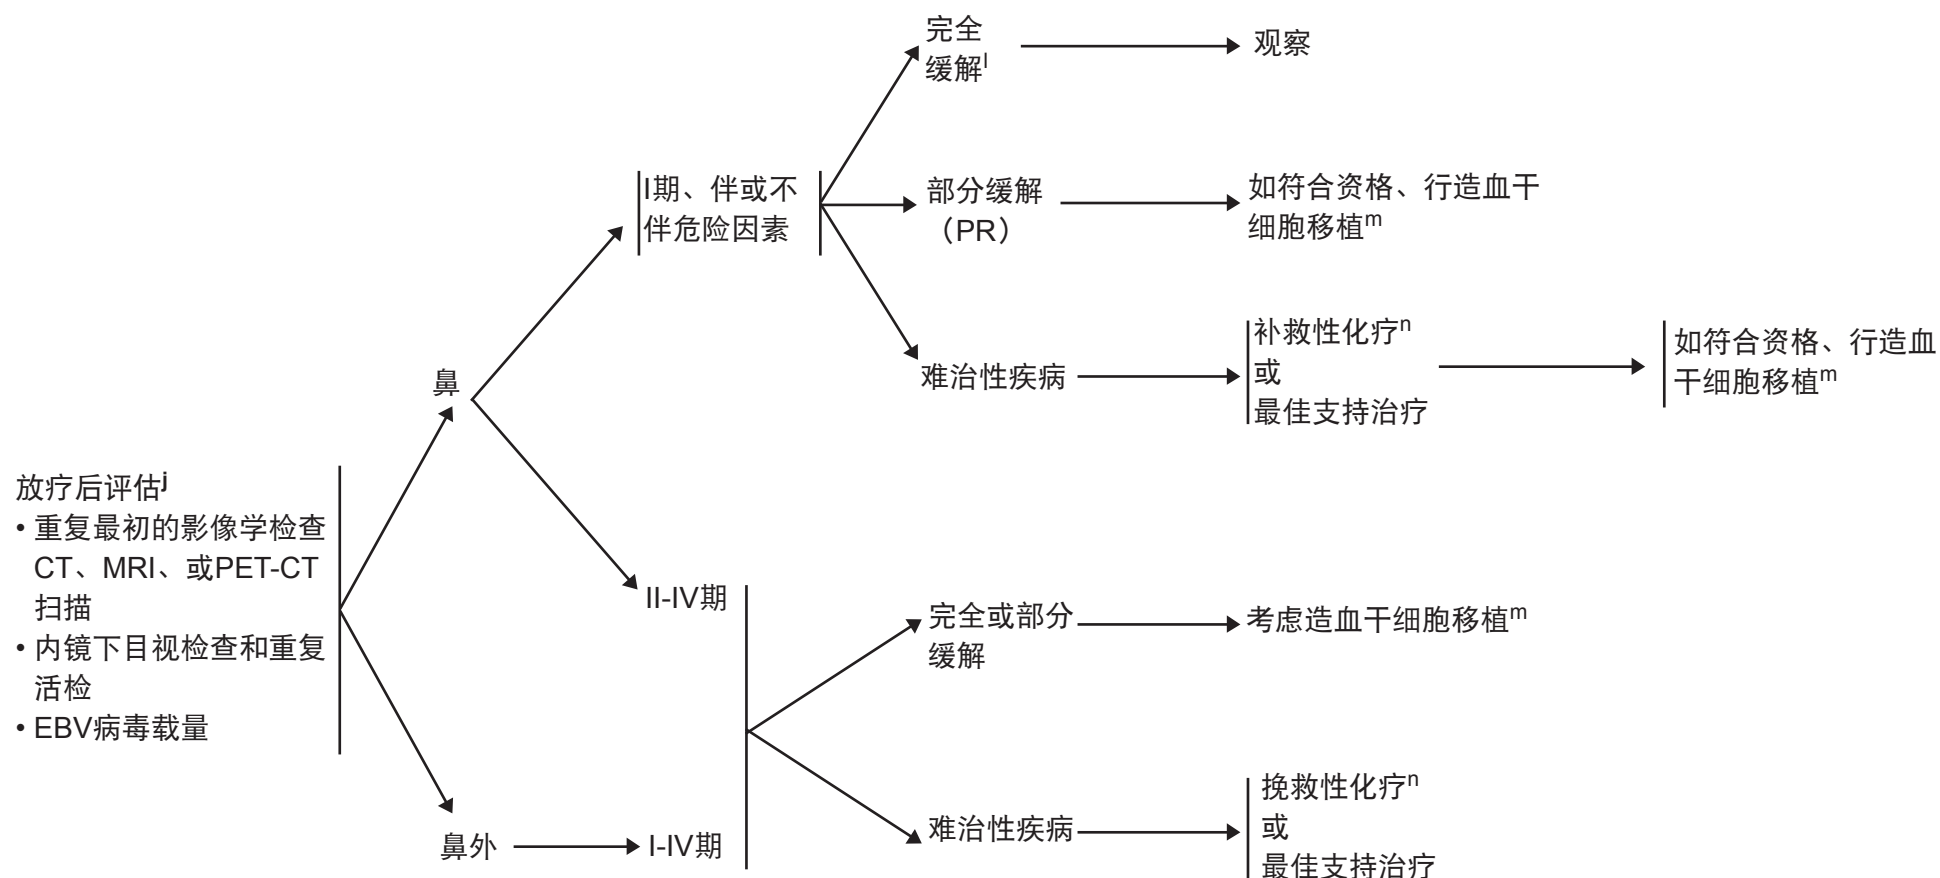 完全
缓解l
观察
I期、伴或不
伴危险因素
部分缓解
（PR）
如符合资格、行造血干
细胞移植m
难治性疾病
补救性化疗n
或
最佳支持治疗
如符合资格、行造血
干细胞移植m
鼻
放疗后评估j
• 重复最初的影像学检查
CT、MRI、或PET-CT
扫描
• 内镜下目视检查和重复
活检
• EBV病毒载量
II-IV期
完全或部分
缓解
考虑造血干细胞移植m
鼻外
I-IV期
难治性疾病
挽救性化疗n
或
最佳支持治疗